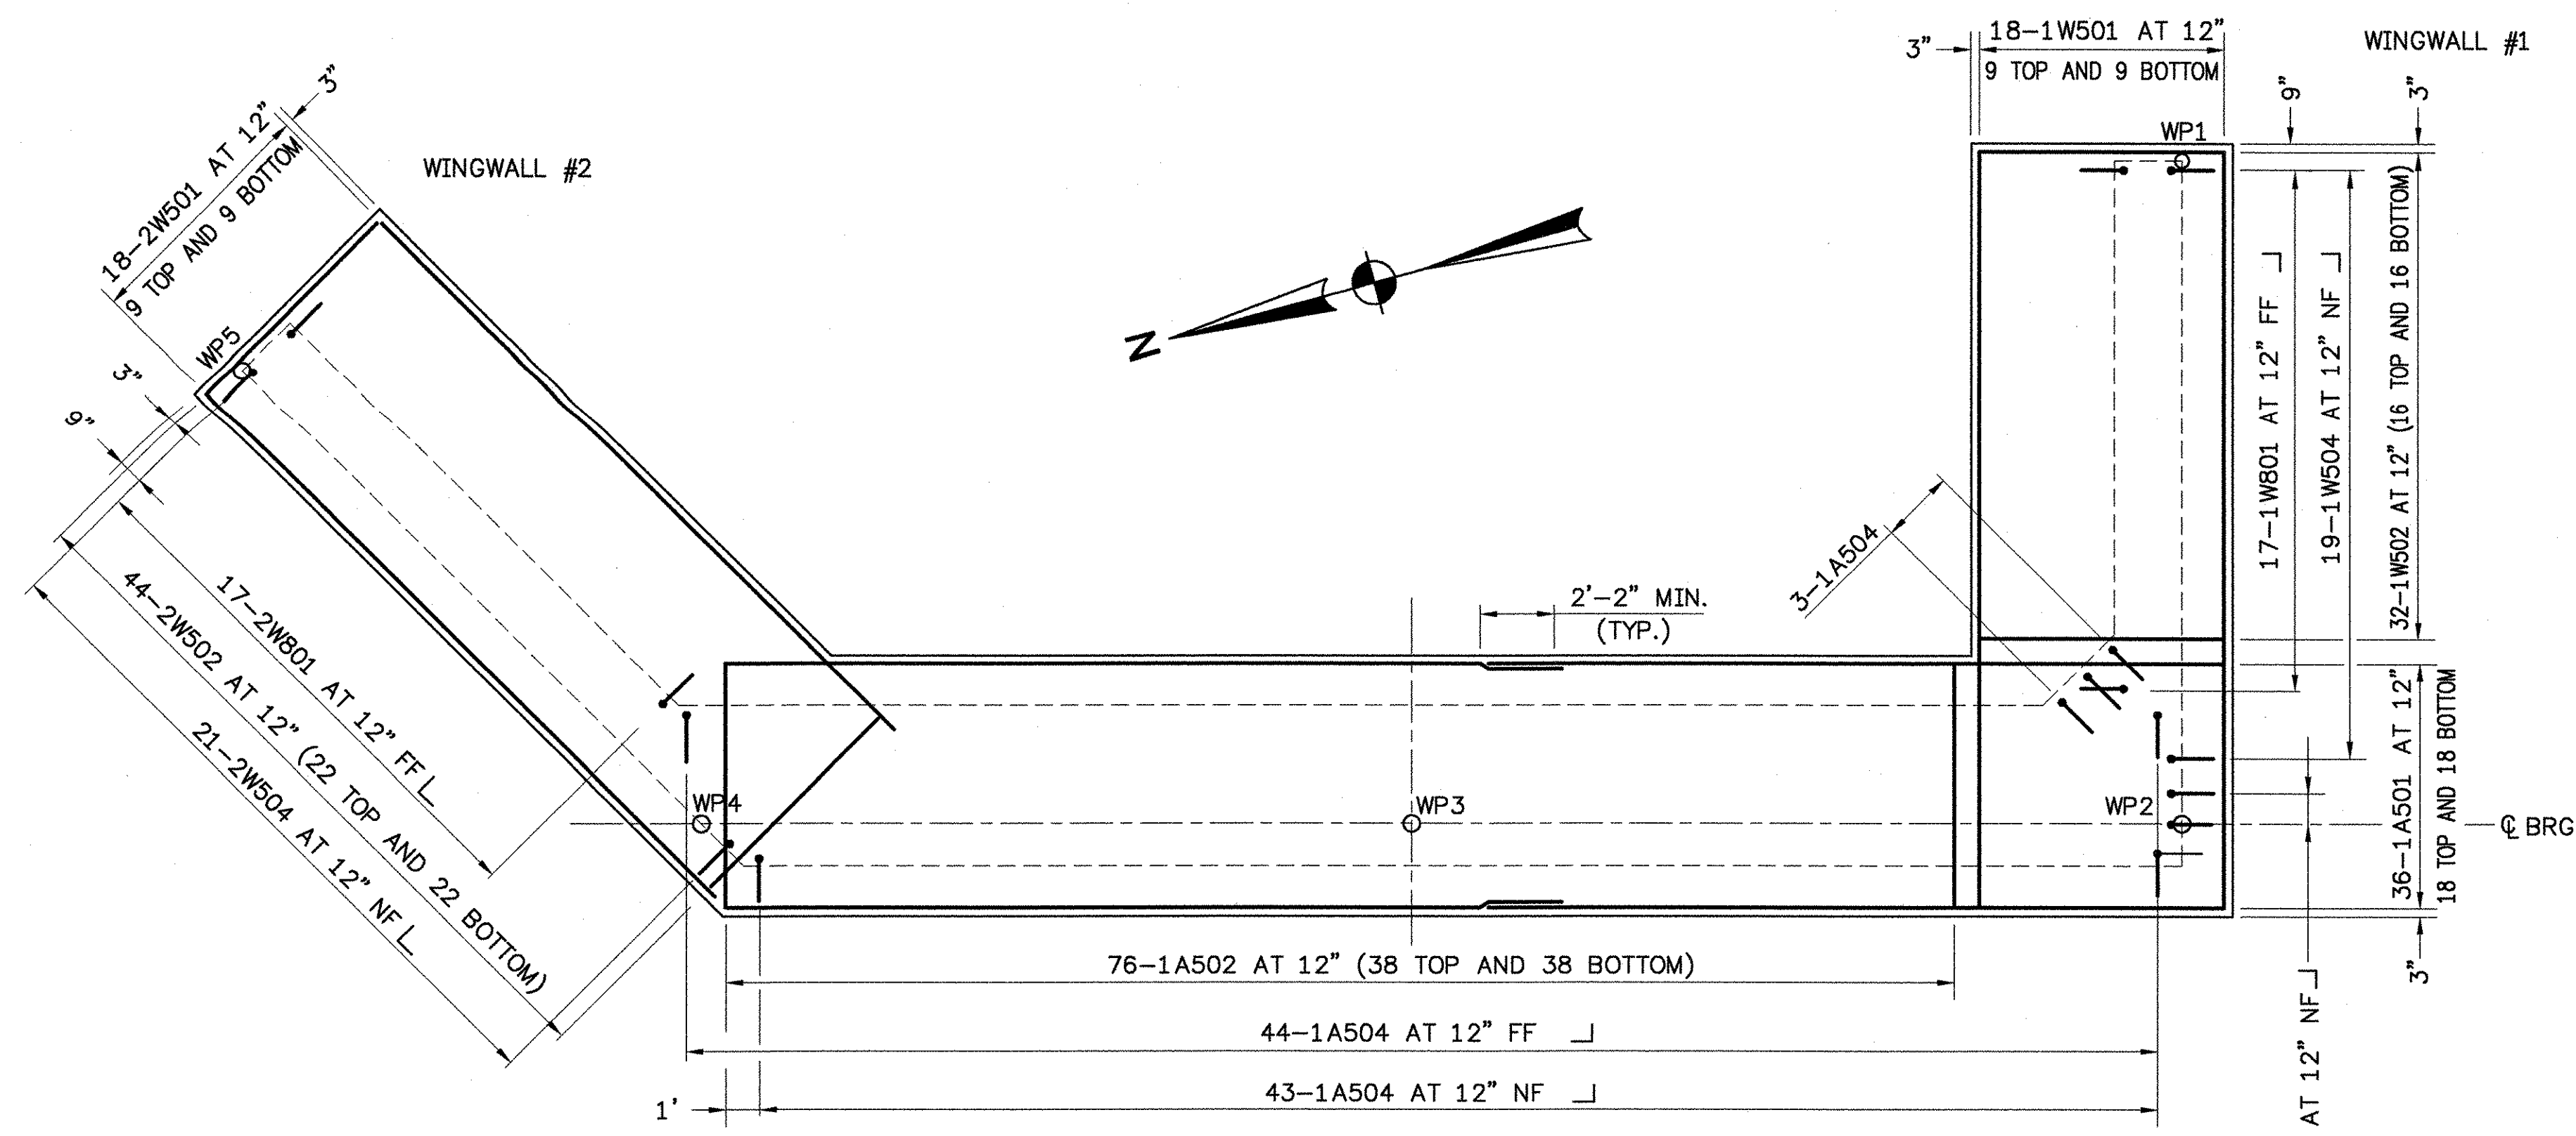 18-1W501 AT 12"
9 TOP AND 9 BOTTOM
3"
WINGWALL #1
9"
3"
WP1
3"
18-2W501 AT 12"
9 TOP AND 9 BOTTOM
WINGWALL #2
WP5
3"
9"
N
17-1W801 AT 12" FF
19-1W504 AT 12" NF
32-1W502 AT 12" (16 TOP AND 16 BOTTOM)
3-1A504
2'-2" MIN.
(TYP.)
17-2W801 AT 12" FF
44-2W502 AT 12" (22 TOP AND 22 BOTTOM)
21-2W504 AT 12" NF
WP4
WP3
WP2
℄ BRG
36-1A501 AT 12"
18 TOP AND 18 BOTTOM
3"
76-1A502 AT 12" (38 TOP AND 38 BOTTOM)
44-1A504 AT 12" FF
43-1A504 AT 12" NF
1'
AT 12" NF